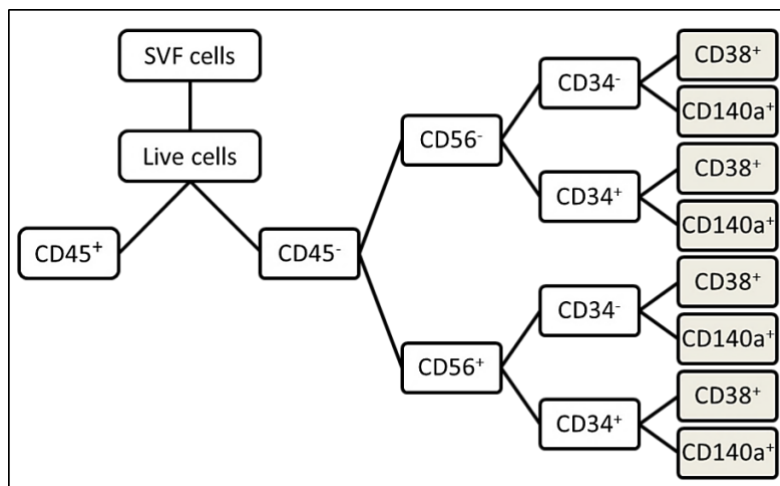 SVF cells
Live cells
CD45⁺
CD45⁻
CD56⁻
CD56⁺
CD34⁻
CD34⁺
CD34⁻
CD34⁺
CD38⁺
CD140a⁺
CD38⁺
CD140a⁺
CD38⁺
CD140a⁺
CD38⁺
CD140a⁺